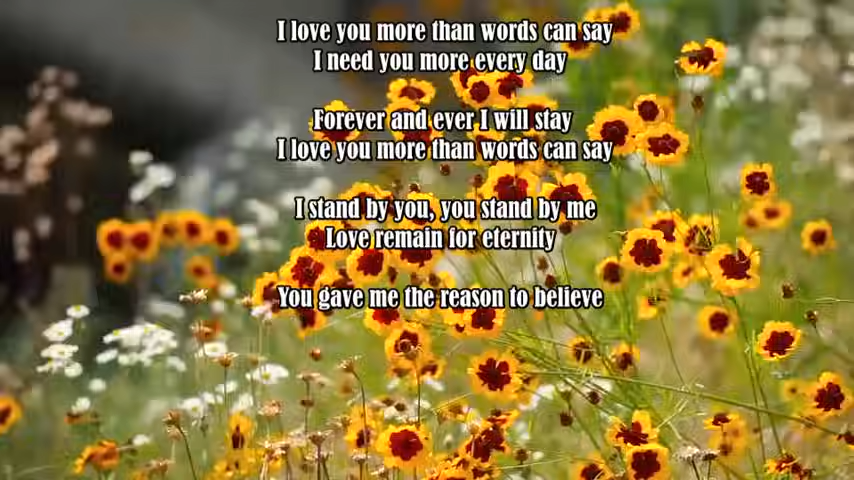 I love you more than words can say
I need you more every day
Forever and ever I will stay
I love you more than words can say
I stand by you, you stand by me
Love remain for eternity
You gave me the reason to believe